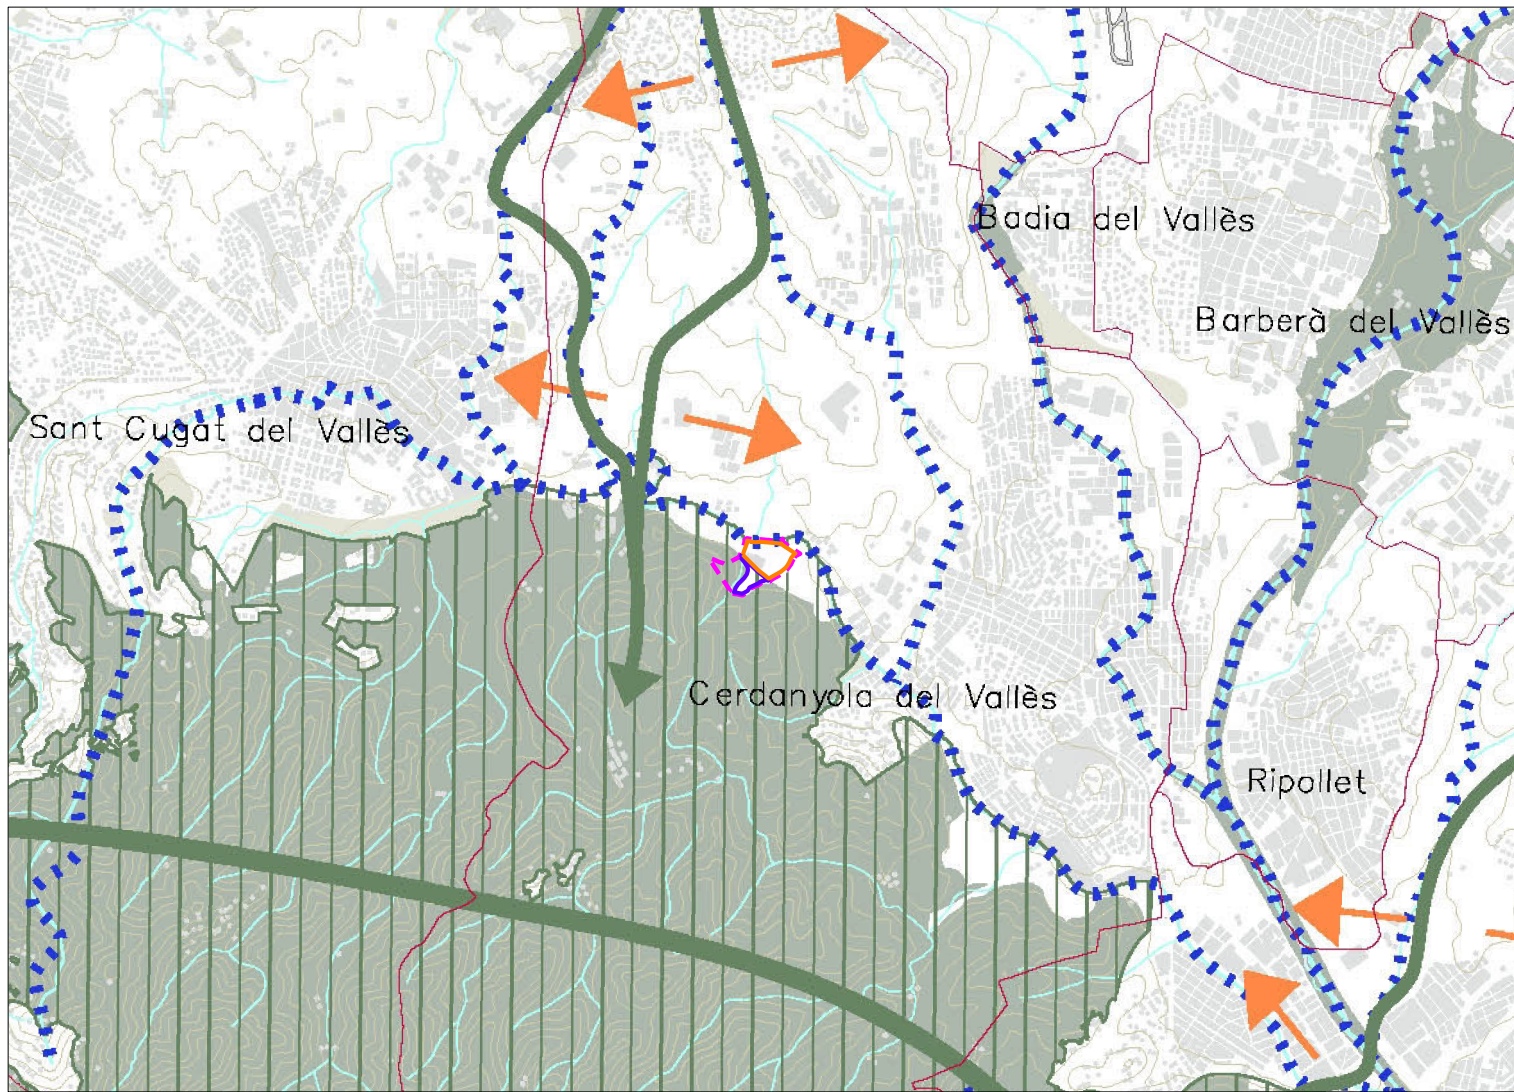 Badia del Vallès
Barberà del Vallès
Sant Cugat del Vallès
Cerdanyola del Vallès
Ripollet